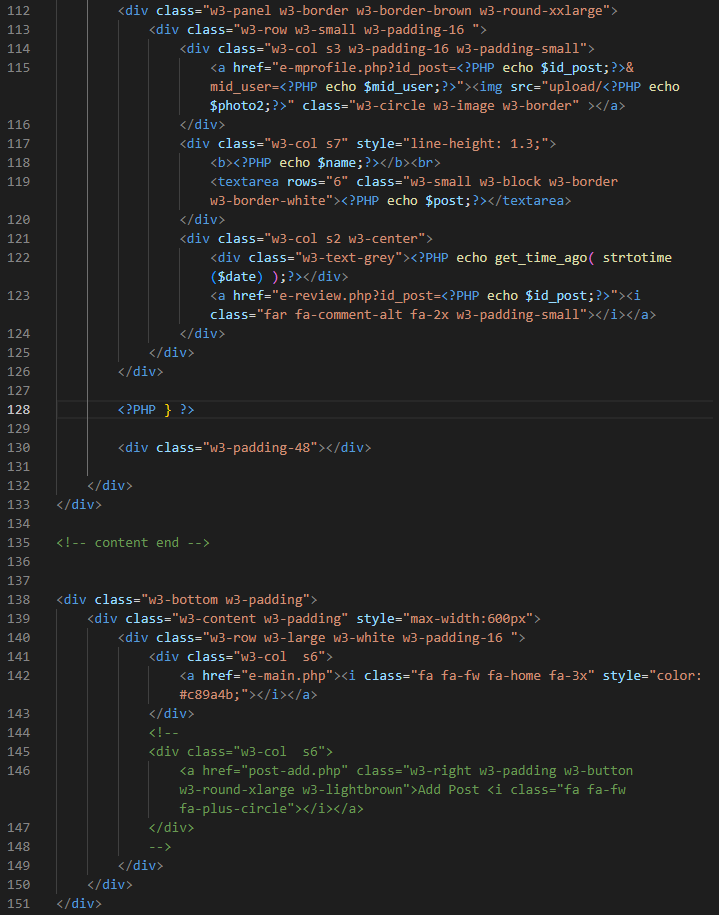 112 <div class="w3-panel w3-border w3-border-brown w3-round-xxlarge">
113 <div class="w3-row w3-small w3-padding-16 ">
114 <div class="w3-col s3 w3-padding-16 w3-padding-small">
115 <a href="e-mprofile.php?id_post=<?PHP echo $id_post;?>&
mid_user=<?PHP echo $mid_user;?>"><img src="upload/<?PHP echo
$photo2;?>" class="w3-circle w3-image w3-border" ></a>
116 </div>
117 <div class="w3-col s7" style="line-height: 1.3;">
118 <b><?PHP echo $name;?></b><br>
119 <textarea rows="6" class="w3-small w3-block w3-border
w3-border-white"><?PHP echo $post;?></textarea>
120 </div>
121 <div class="w3-col s2 w3-center">
122 <div class="w3-text-grey"><?PHP echo get_time_ago( strtotime
($date) );?></div>
123 <a href="e-review.php?id_post=<?PHP echo $id_post;?>"><i
class="far fa-comment-alt fa-2x w3-padding-small"></i></a>
124 </div>
125 </div>
126 </div>
127
128 <?PHP } ?>
129
130 <div class="w3-padding-48"></div>
131
132 </div>
133 </div>
134
135 <!-- content end -->
136
137
138 <div class="w3-bottom w3-padding">
139 <div class="w3-content w3-padding" style="max-width:600px">
140 <div class="w3-row w3-large w3-white w3-padding-16 ">
141 <div class="w3-col  s6">
142 <a href="e-main.php"><i class="fa fa-fw fa-home fa-3x" style="color:
#c89a4b;"></i></a>
143 </div>
144 <!--
145 <div class="w3-col  s6">
146 <a href="post-add.php" class="w3-right w3-padding w3-button
w3-round-xlarge w3-lightbrown">Add Post <i class="fa fa-fw
fa-plus-circle"></i></a>
147 </div>
148 -->
149 </div>
150 </div>
151 </div>